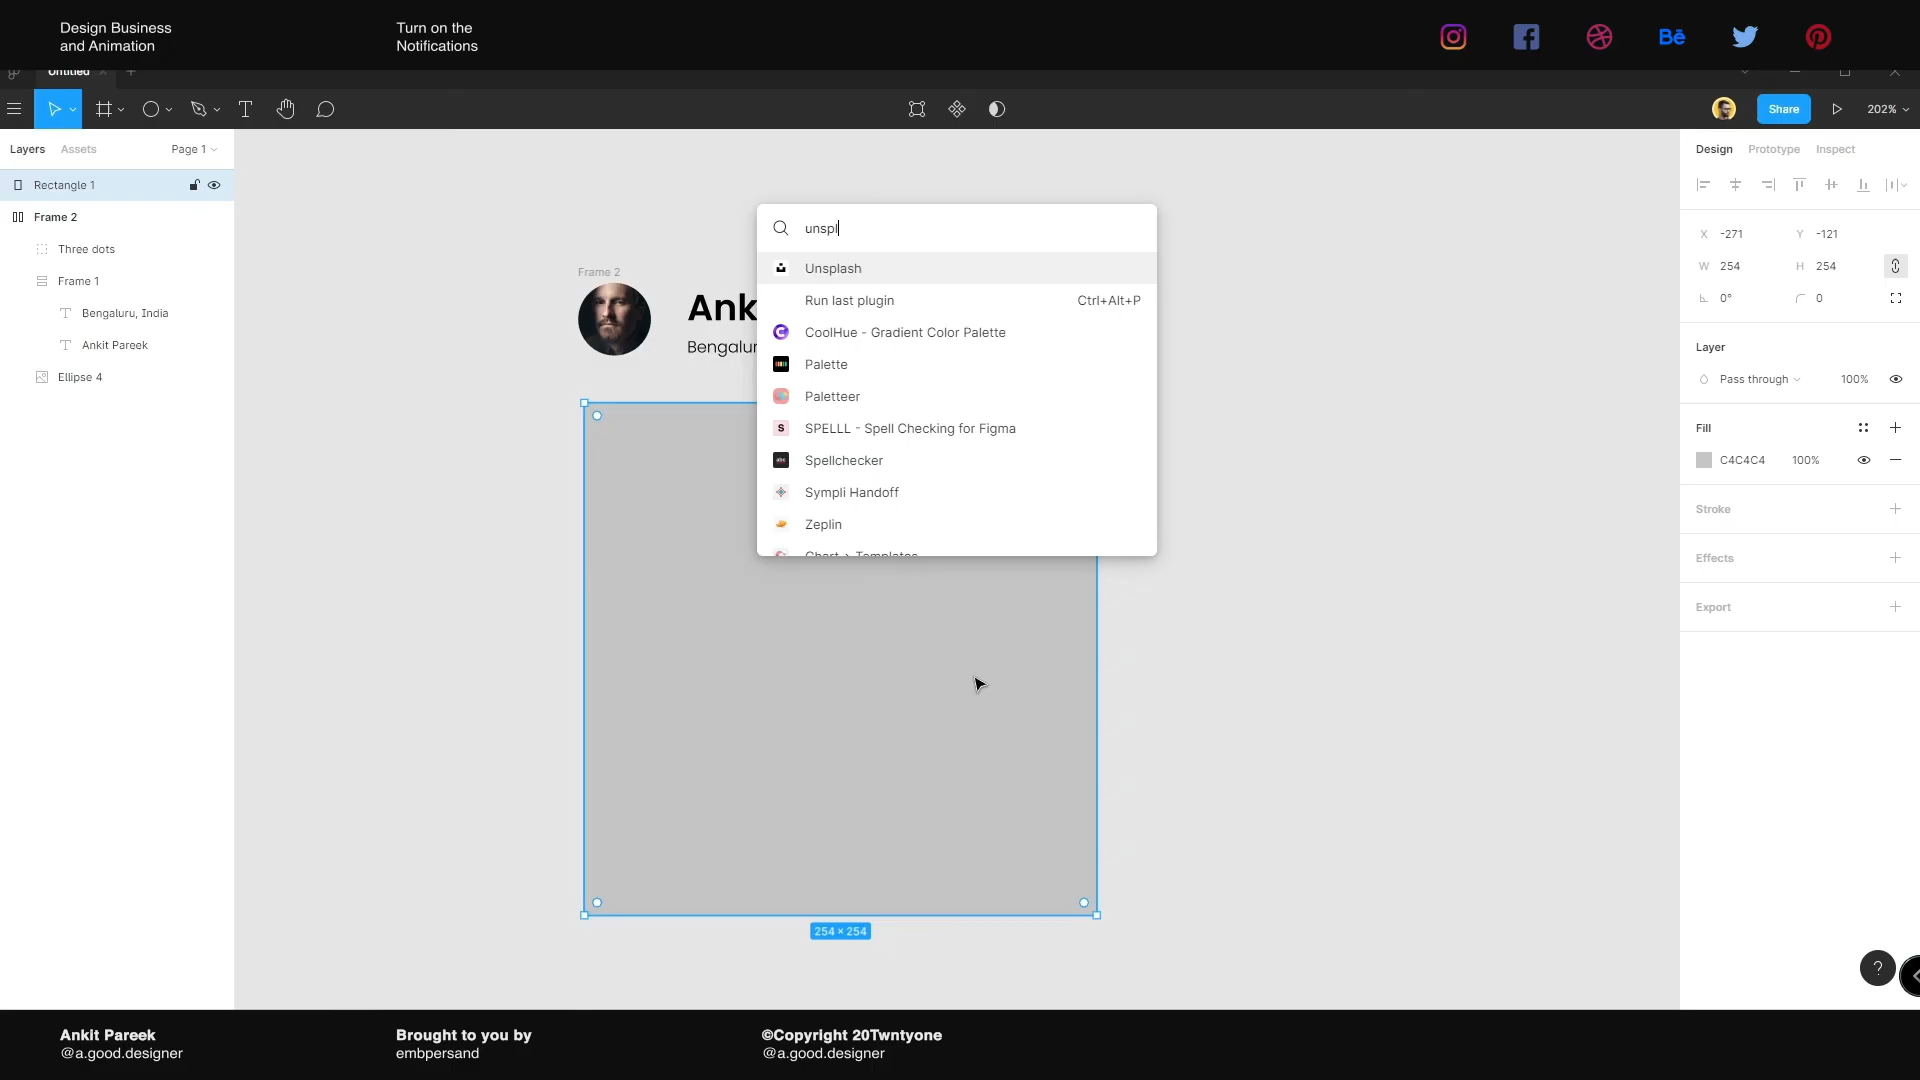 Design Business
and Animation
Turn on the
Notifications
Bē
Untitled
Share
202%
Layers
Assets
Page 1
Design
Prototype
Inspect
Rectangle 1
Frame 2
Three dots
Frame 1
Bengaluru, India
Ankit Pareek
Ellipse 4
Frame 2
Ank
Bengalur
unspl
Unsplash
Run last plugin
Ctrl+Alt+P
CoolHue - Gradient Color Palette
Palette
Paletteer
S
SPELLL - Spell Checking for Figma
abc
Spellchecker
Sympli Handoff
Zeplin
Chart > Templates
254 × 254
X
-271
Y
-121
W
254
H
254
0°
0
Layer
Pass through
100%
Fill
C4C4C4
100%
Stroke
Effects
Export
?
Ankit Pareek
@a.good.designer
Brought to you by
embpersand
©Copyright 20Twntyone
@a.good.designer